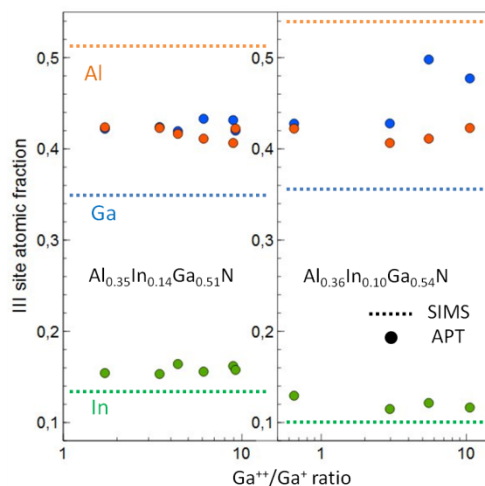 III site atomic fraction
0,5
0,4
0,3
0,2
0,1
Al
Ga
In
Al0.35In0.14Ga0.51N
Al0.36In0.10Ga0.54N
SIMS
APT
1
10
1
10
Ga++/Ga+ ratio